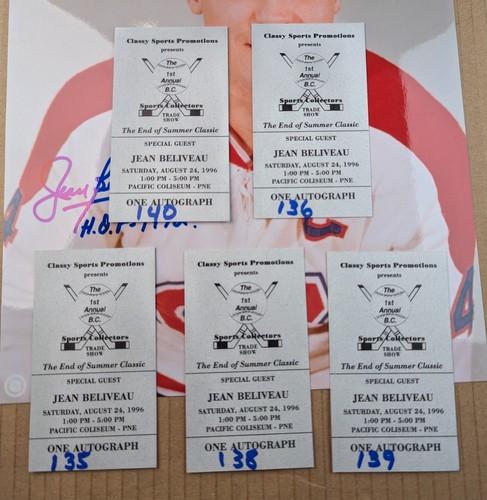 Classy Sports Promotions
presents
The
1st
Annual
B.C.
Sports Collectors
TRADE
SHOW
The End of Summer Classic
SPECIAL GUEST
JEAN BELIVEAU
SATURDAY, AUGUST 24, 1996
1:00 PM - 5:00 PM
PACIFIC COLISEUM - PNE
ONE AUTOGRAPH
140
Classy Sports Promotions
presents
The
1st
Annual
B.C.
Sports Collectors
TRADE
SHOW
The End of Summer Classic
SPECIAL GUEST
JEAN BELIVEAU
SATURDAY, AUGUST 24, 1996
1:00 PM - 5:00 PM
PACIFIC COLISEUM - PNE
ONE AUTOGRAPH
136
Jean
H.O.F.
Classy Sports Promotions
presents
The
1st
Annual
B.C.
Sports Collectors
TRADE
SHOW
The End of Summer Classic
SPECIAL GUEST
JEAN BELIVEAU
SATURDAY, AUGUST 24, 1996
1:00 PM - 5:00 PM
PACIFIC COLISEUM - PNE
ONE AUTOGRAPH
135
Classy Sports Promotions
presents
The
1st
Annual
B.C.
Sports Collectors
TRADE
SHOW
The End of Summer Classic
SPECIAL GUEST
JEAN BELIVEAU
SATURDAY, AUGUST 24, 1996
1:00 PM - 5:00 PM
PACIFIC COLISEUM - PNE
ONE AUTOGRAPH
138
Classy Sports Promotions
presents
The
1st
Annual
B.C.
Sports Collectors
TRADE
SHOW
The End of Summer Classic
SPECIAL GUEST
JEAN BELIVEAU
SATURDAY, AUGUST 24, 1996
1:00 PM - 5:00 PM
PACIFIC COLISEUM - PNE
ONE AUTOGRAPH
139